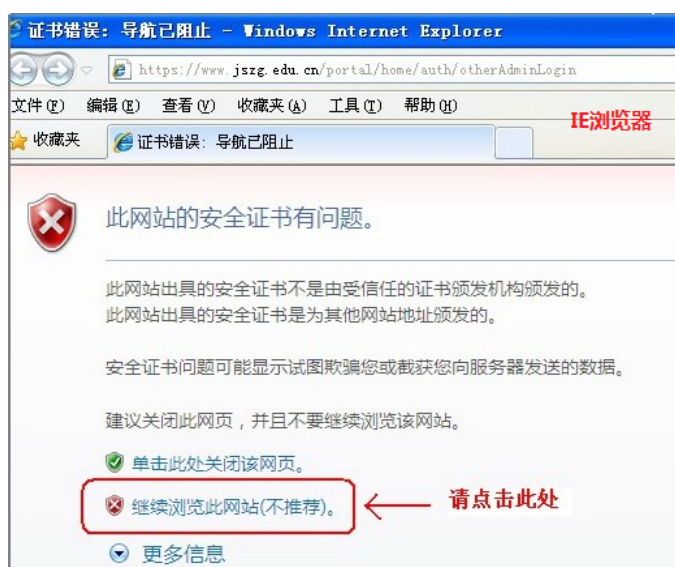 证书错误: 导航已阻止 - Windows Internet Explorer
https://www.jszg.edu.cn/portal/home/auth/otherAdminLogin
文件(F) 编辑(E) 查看(V) 收藏夹(A) 工具(T) 帮助(H)
IE浏览器
收藏夹 证书错误: 导航已阻止
此网站的安全证书有问题。
此网站出具的安全证书不是由受信任的证书颁发机构颁发的。
此网站出具的安全证书是为其他网站地址颁发的。
安全证书问题可能显示试图欺骗您或截获您向服务器发送的数据。
建议关闭此网页，并且不要继续浏览该网站。
单击此处关闭该网页。
继续浏览此网站(不推荐)。 请点击此处
更多信息